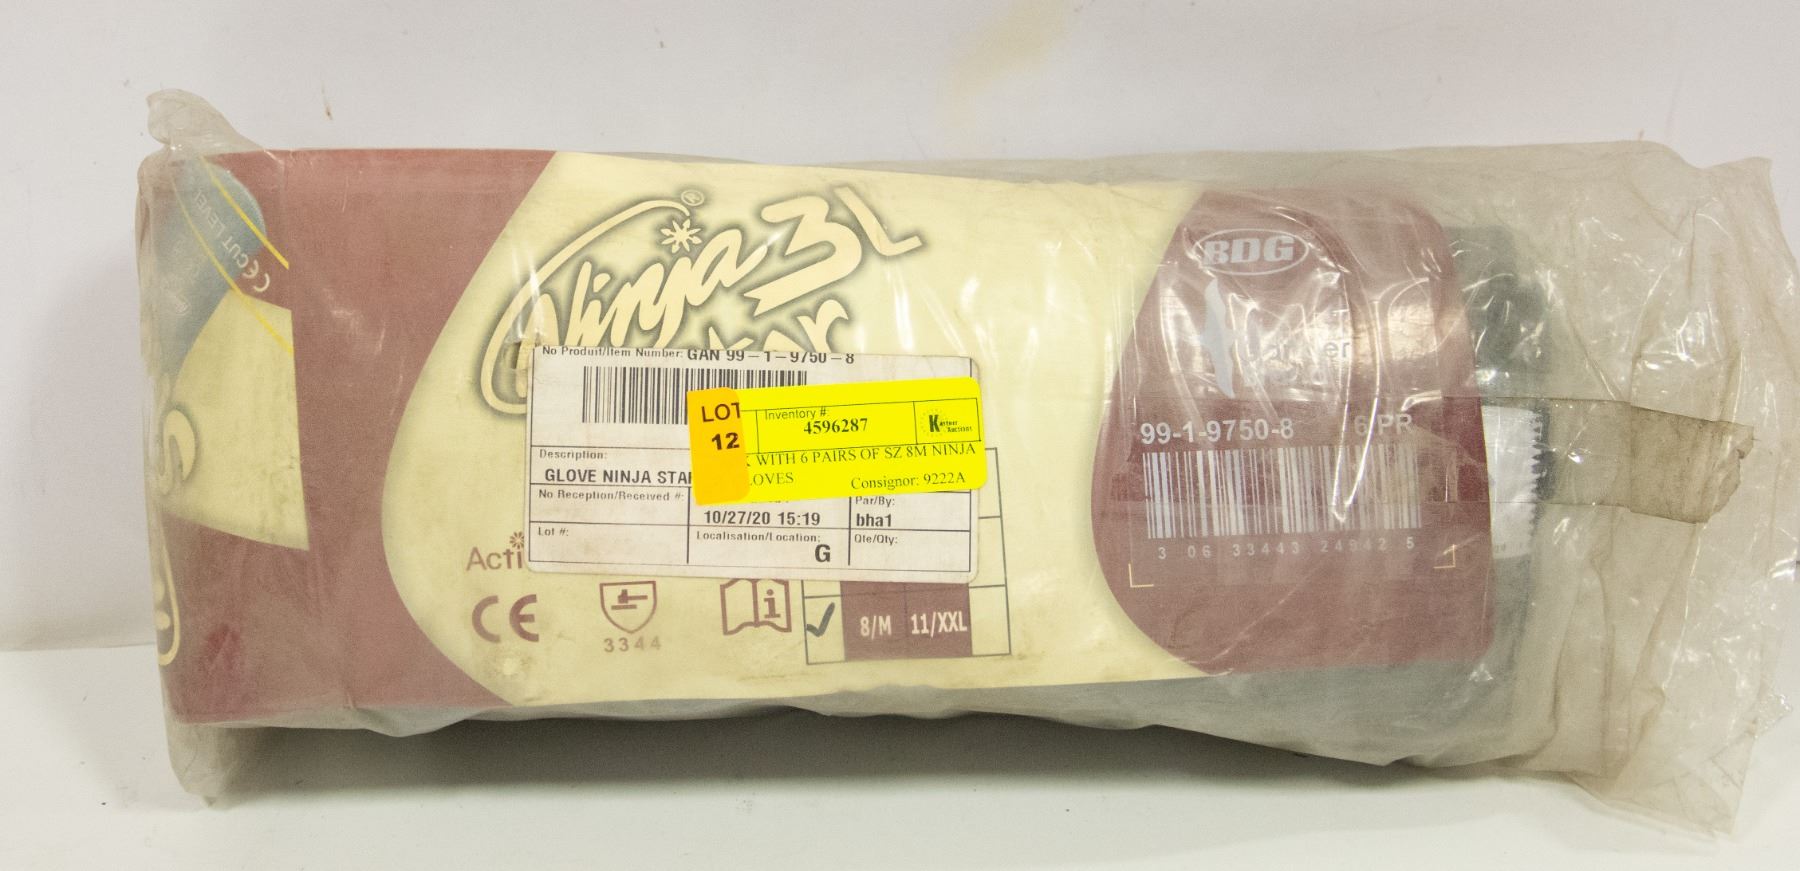 CE CUT LEVEL
Ninja® 3L
BDG®
No Produit/Item Number: GAN 99-1-9750-8
LOT
12
Inventory #:
4596287
Kastner
Auctions
WITH 6 PAIRS OF SZ 8M NINJA
Consignor: 9222A
Description:
GLOVE NINJA STAR
No Reception/Received #:
10/27/20 15:19
Par/By:
bha1
Lot #:
Localisation/Location:
G
Qte/Qty:
99-1-9750-8 6 PR
3 06 33443 24942 5
CE
3344
i
8/M 11/XXL